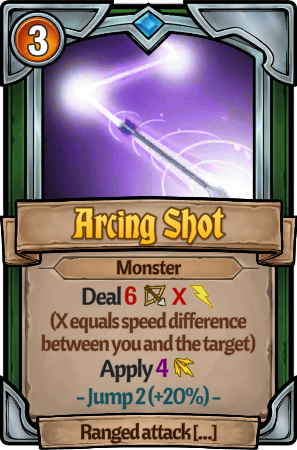 3
Arcing Shot
Monster
Deal 6 X
(X equals speed difference
between you and the target)
Apply 4
- Jump 2 (+20%) -
Ranged attack [...]